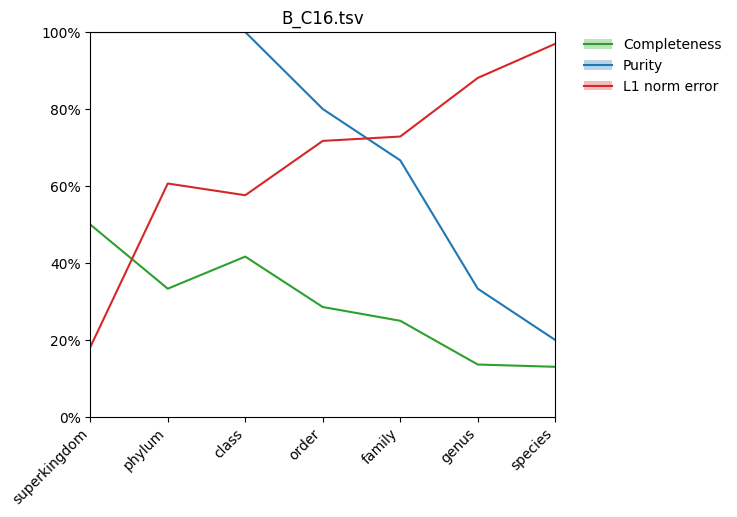 B_C16.tsv
100%
80%
60%
40%
20%
0%
superkingdom
phylum
class
order
family
genus
species
Completeness
Purity
L1 norm error